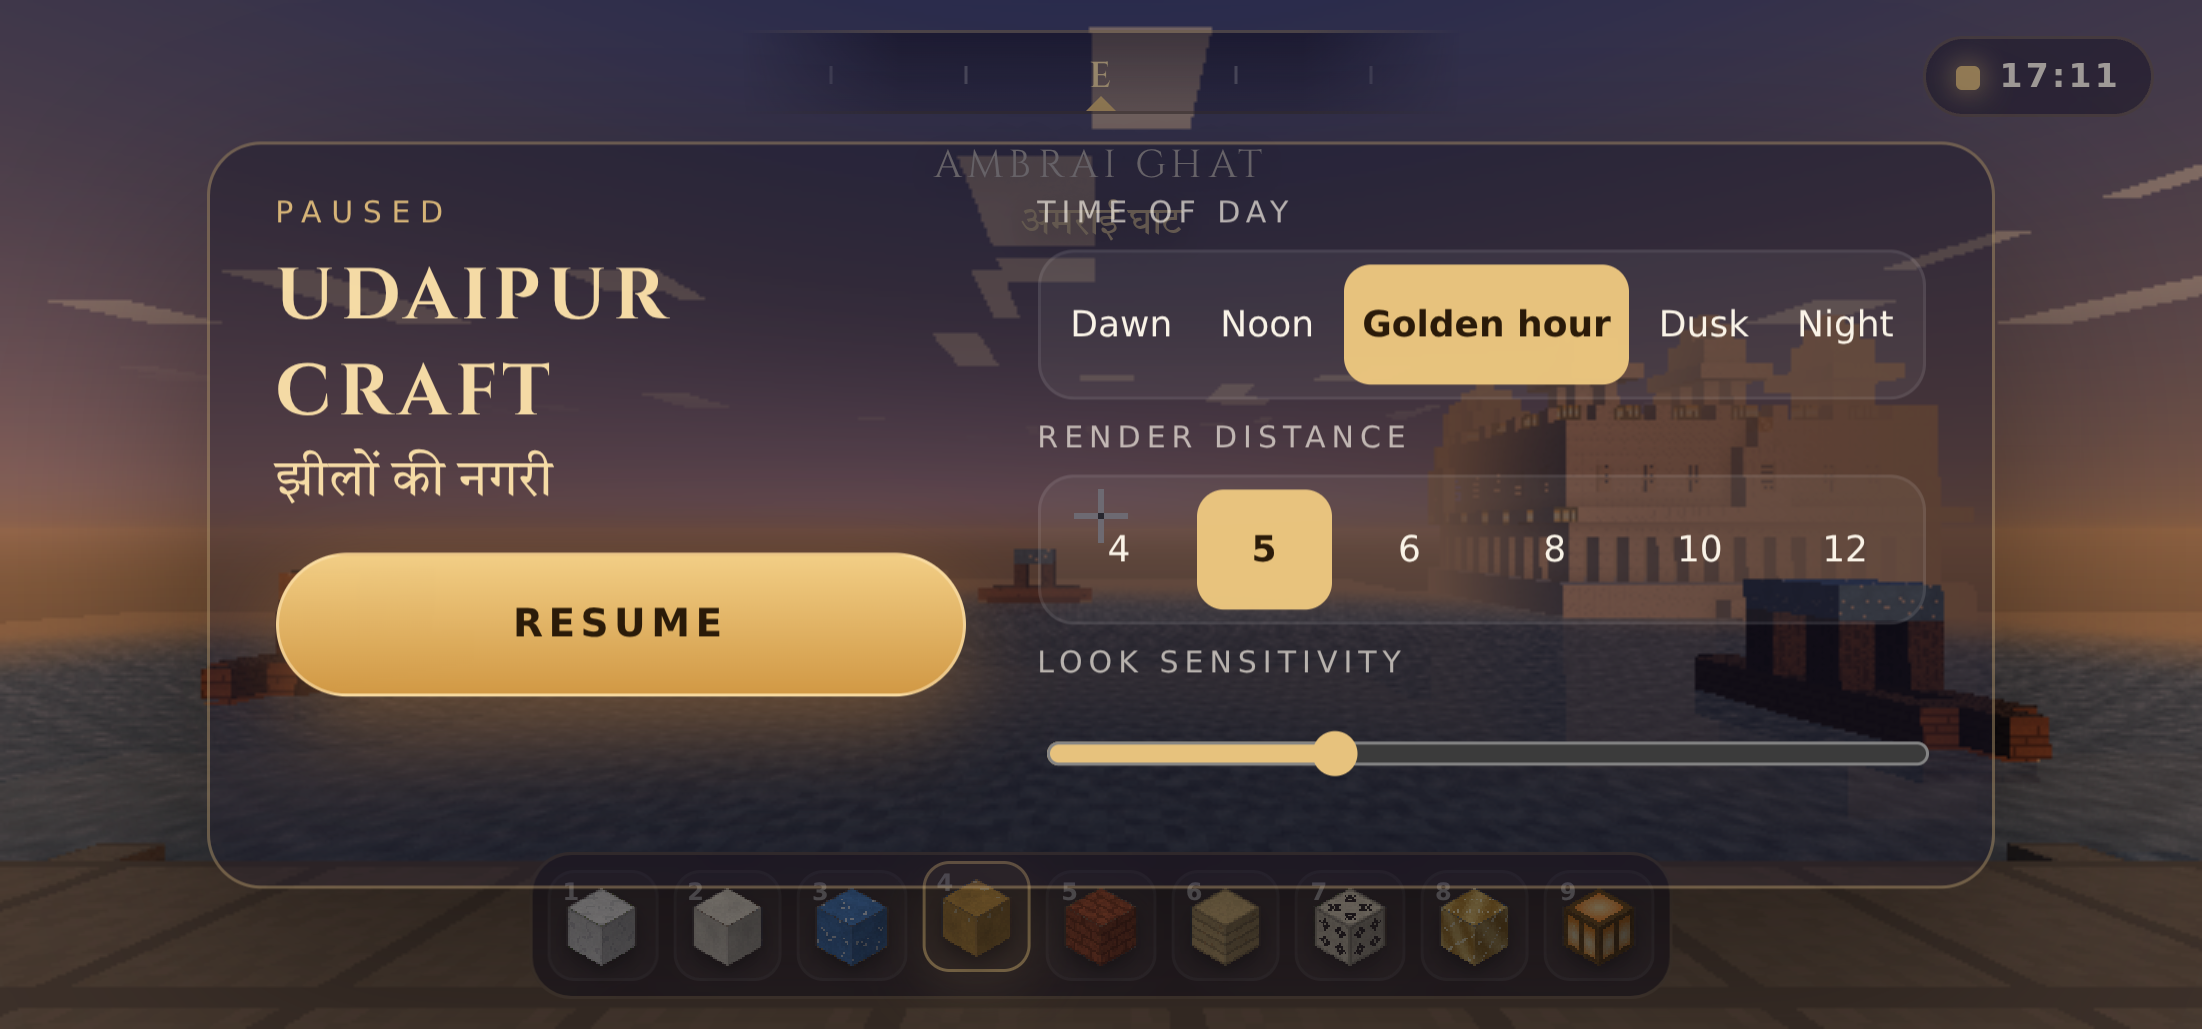 E
17:11
AMBRAI GHAT
अमराई घाट
PAUSED
UDAIPUR
CRAFT
झीलों की नगरी
RESUME
TIME OF DAY
Dawn Noon Golden hour Dusk Night
RENDER DISTANCE
4 5 6 8 10 12
LOOK SENSITIVITY
1 2 3 4 5 6 7 8 9